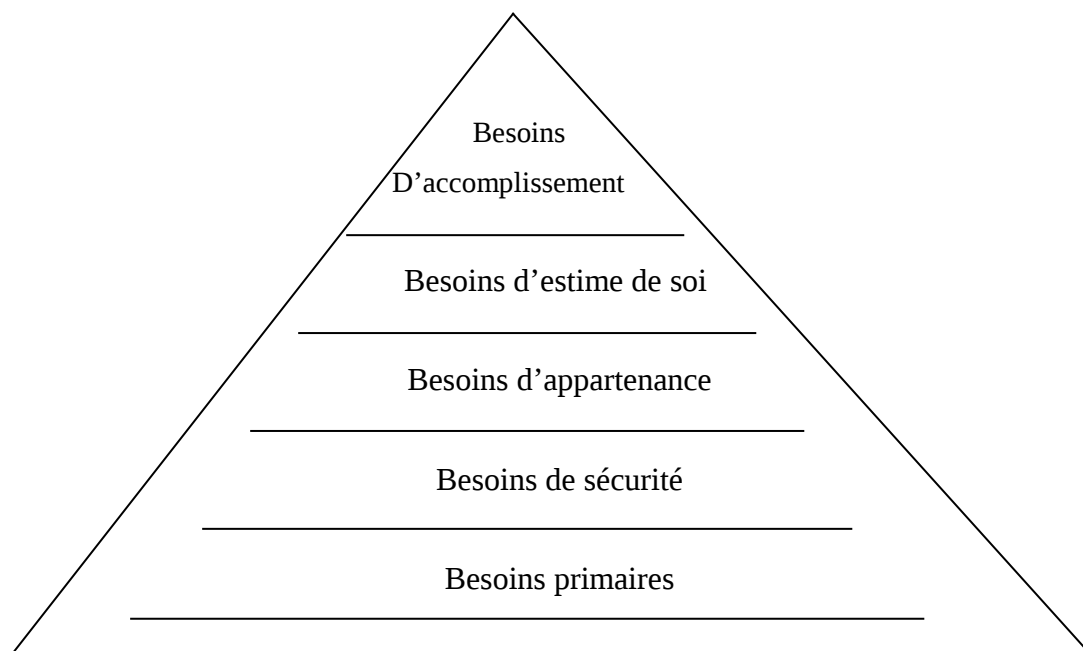 Besoins
D’accomplissement
Besoins d’estime de soi
Besoins d’appartenance
Besoins de sécurité
Besoins primaires